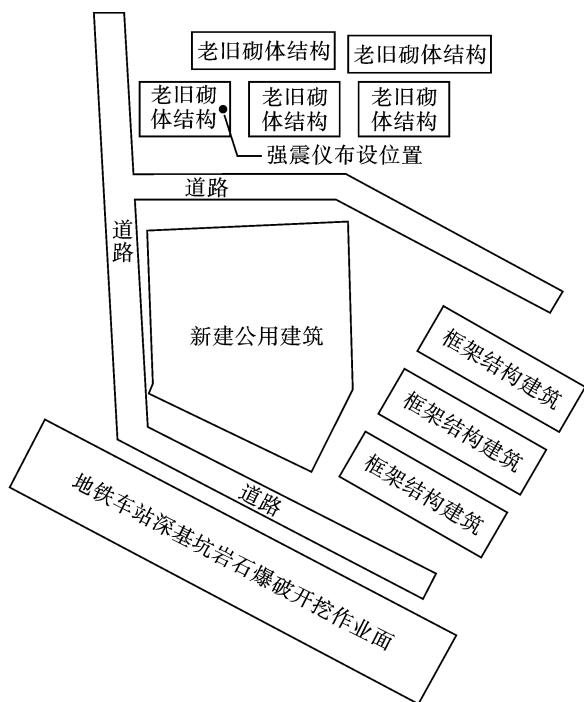 老旧砌体结构
老旧砌体结构
老旧砌
体结构
老旧砌
体结构
老旧砌
体结构
强震仪布设位置
道路
道路
新建公用建筑
框架结构建筑
框架结构建筑
框架结构建筑
道路
地铁车站深基坑岩石爆破开挖作业面